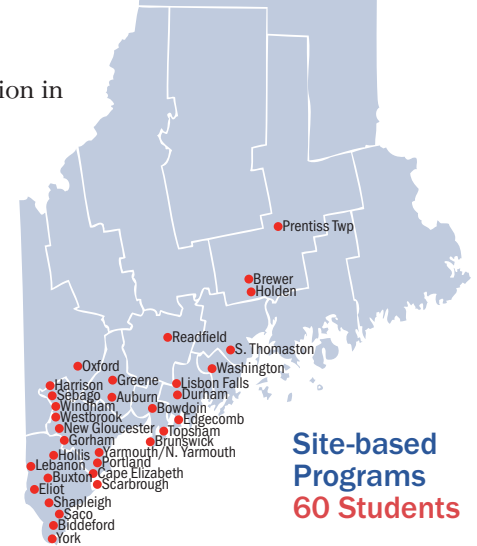 ion in
Prentiss Twp
Brewer
Holden
Readfield
S. Thomaston
Washington
Oxford
Greene
Lisbon Falls
Harrison
Sebago
Auburn
Durham
Windham
Bowdoin
Westbrook
Edgecomb
New Gloucester
Topsham
Gorham
Brunswick
Hollis
Yarmouth/N. Yarmouth
Lebanon
Portland
Buxton
Cape Elizabeth
Eliot
Scarbrough
Shapleigh
Saco
Biddeford
York
Site-based
Programs
60 Students